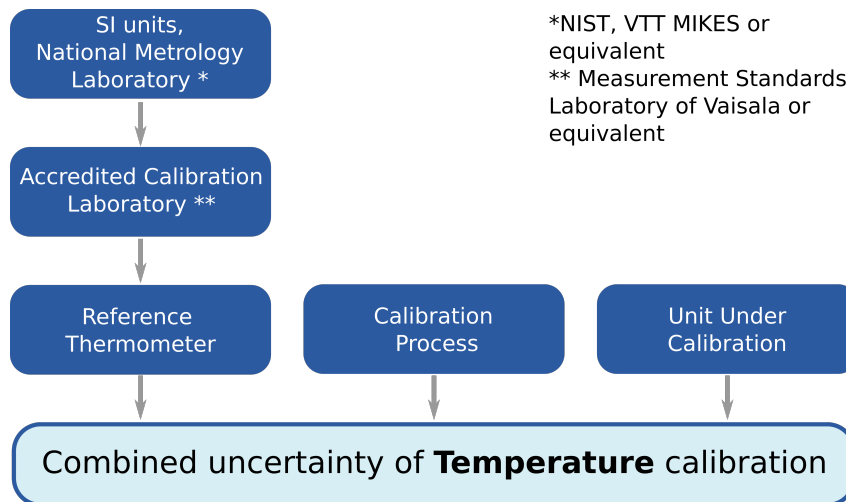 SI units,
National Metrology
Laboratory *
*NIST, VTT MIKES or
equivalent
** Measurement Standards
Laboratory of Vaisala or
equivalent
Accredited Calibration
Laboratory **
Reference
Thermometer
Calibration
Process
Unit Under
Calibration
Combined uncertainty of Temperature calibration